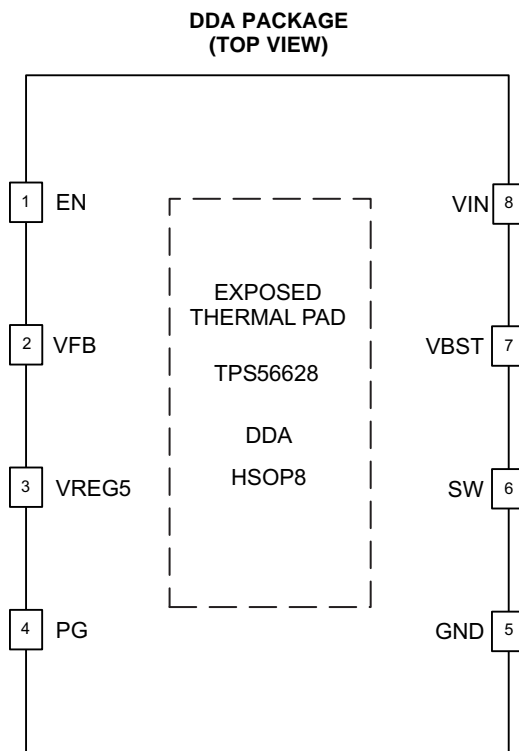 DDA PACKAGE
(TOP VIEW)
1 EN
VIN 8
2 VFB
VBST 7
3 VREG5
SW 6
4 PG
GND 5
EXPOSED
THERMAL PAD
TPS56628
DDA
HSOP8